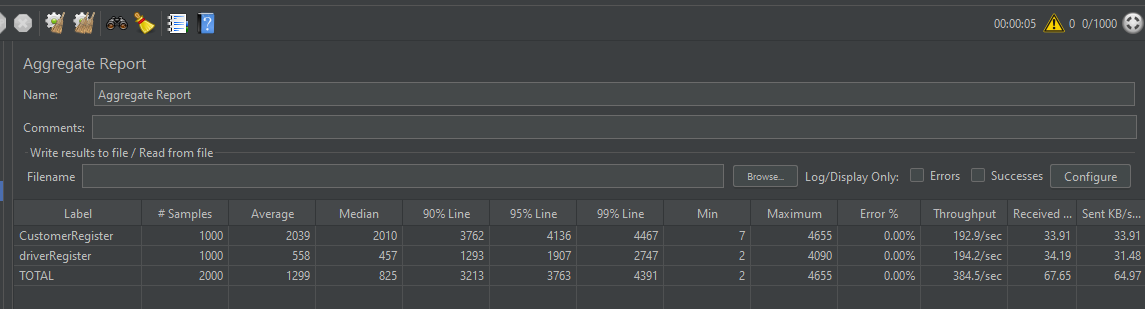 00:00:05 0 0/1000
Aggregate Report
Name: Aggregate Report
Comments:
Write results to file / Read from file
Filename Browse... Log/Display Only: Errors Successes Configure
Label # Samples Average Median 90% Line 95% Line 99% Line Min Maximum Error % Throughput Received ... Sent KB/s...
CustomerRegister 1000 2039 2010 3762 4136 4467 7 4655 0.00% 192.9/sec 33.91 33.91
driverRegister 1000 558 457 1293 1907 2747 2 4090 0.00% 194.2/sec 34.19 31.48
TOTAL 2000 1299 825 3213 3763 4391 2 4655 0.00% 384.5/sec 67.65 64.97